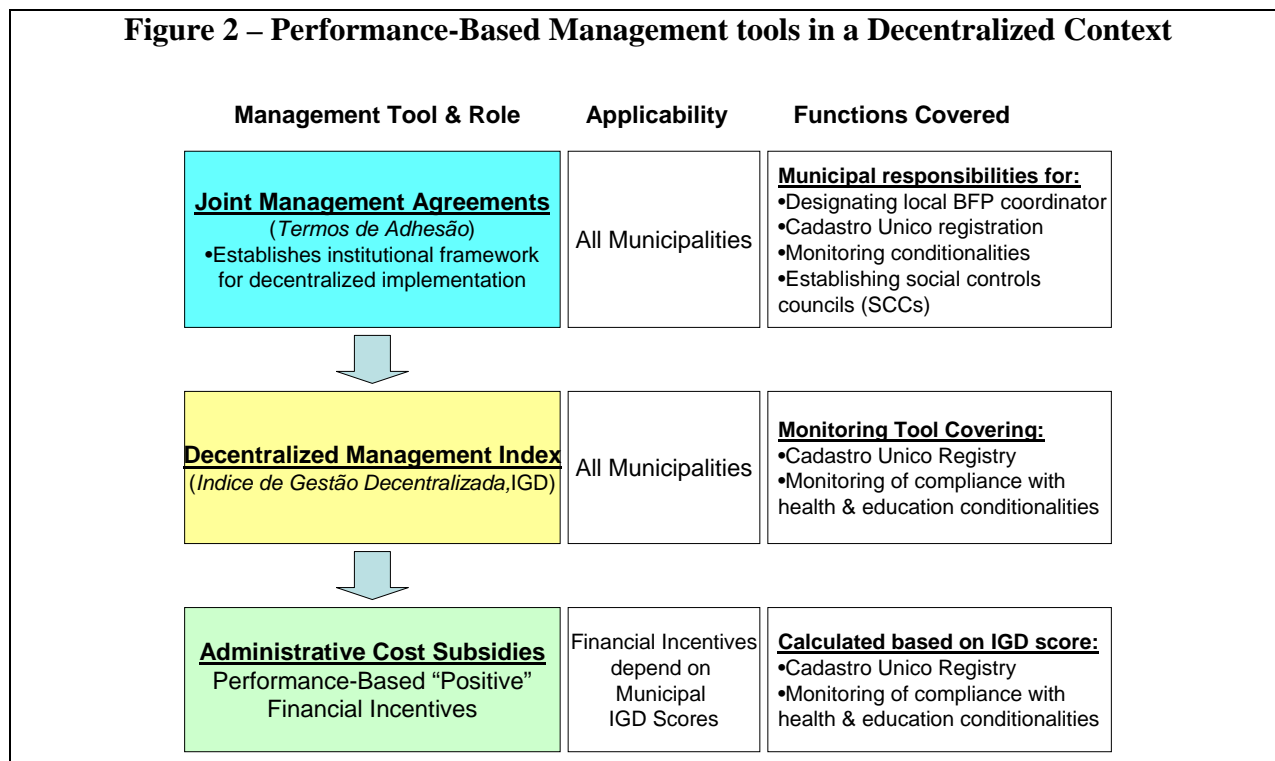 Figure 2 – Performance-Based Management tools in a Decentralized Context
Management Tool & Role
Applicability
Functions Covered
Joint Management Agreements
(Termos de Adhesão)
•Establishes institutional framework
for decentralized implementation
All Municipalities
Municipal responsibilities for:
•Designating local BFP coordinator
•Cadastro Unico registration
•Monitoring conditionalities
•Establishing social controls
councils (SCCs)
Decentralized Management Index
(Indice de Gestão Decentralizada,IGD)
All Municipalities
Monitoring Tool Covering:
•Cadastro Unico Registry
•Monitoring of compliance with
health & education conditionalities
Administrative Cost Subsidies
Performance-Based “Positive”
Financial Incentives
Financial Incentives
depend on
Municipal
IGD Scores
Calculated based on IGD score:
•Cadastro Unico Registry
•Monitoring of compliance with
health & education conditionalities